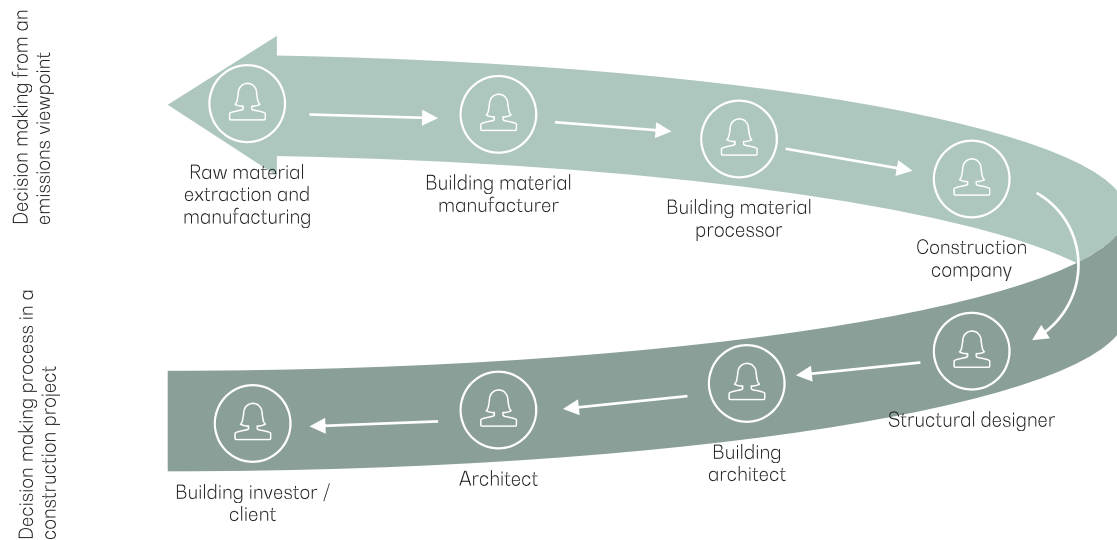 Decision making from an
emissions viewpoint
Raw material
extraction and
manufacturing
Building material
manufacturer
Building material
processor
Construction
company
Decision making process in a
construction project
Building investor /
client
Architect
Building
architect
Structural designer